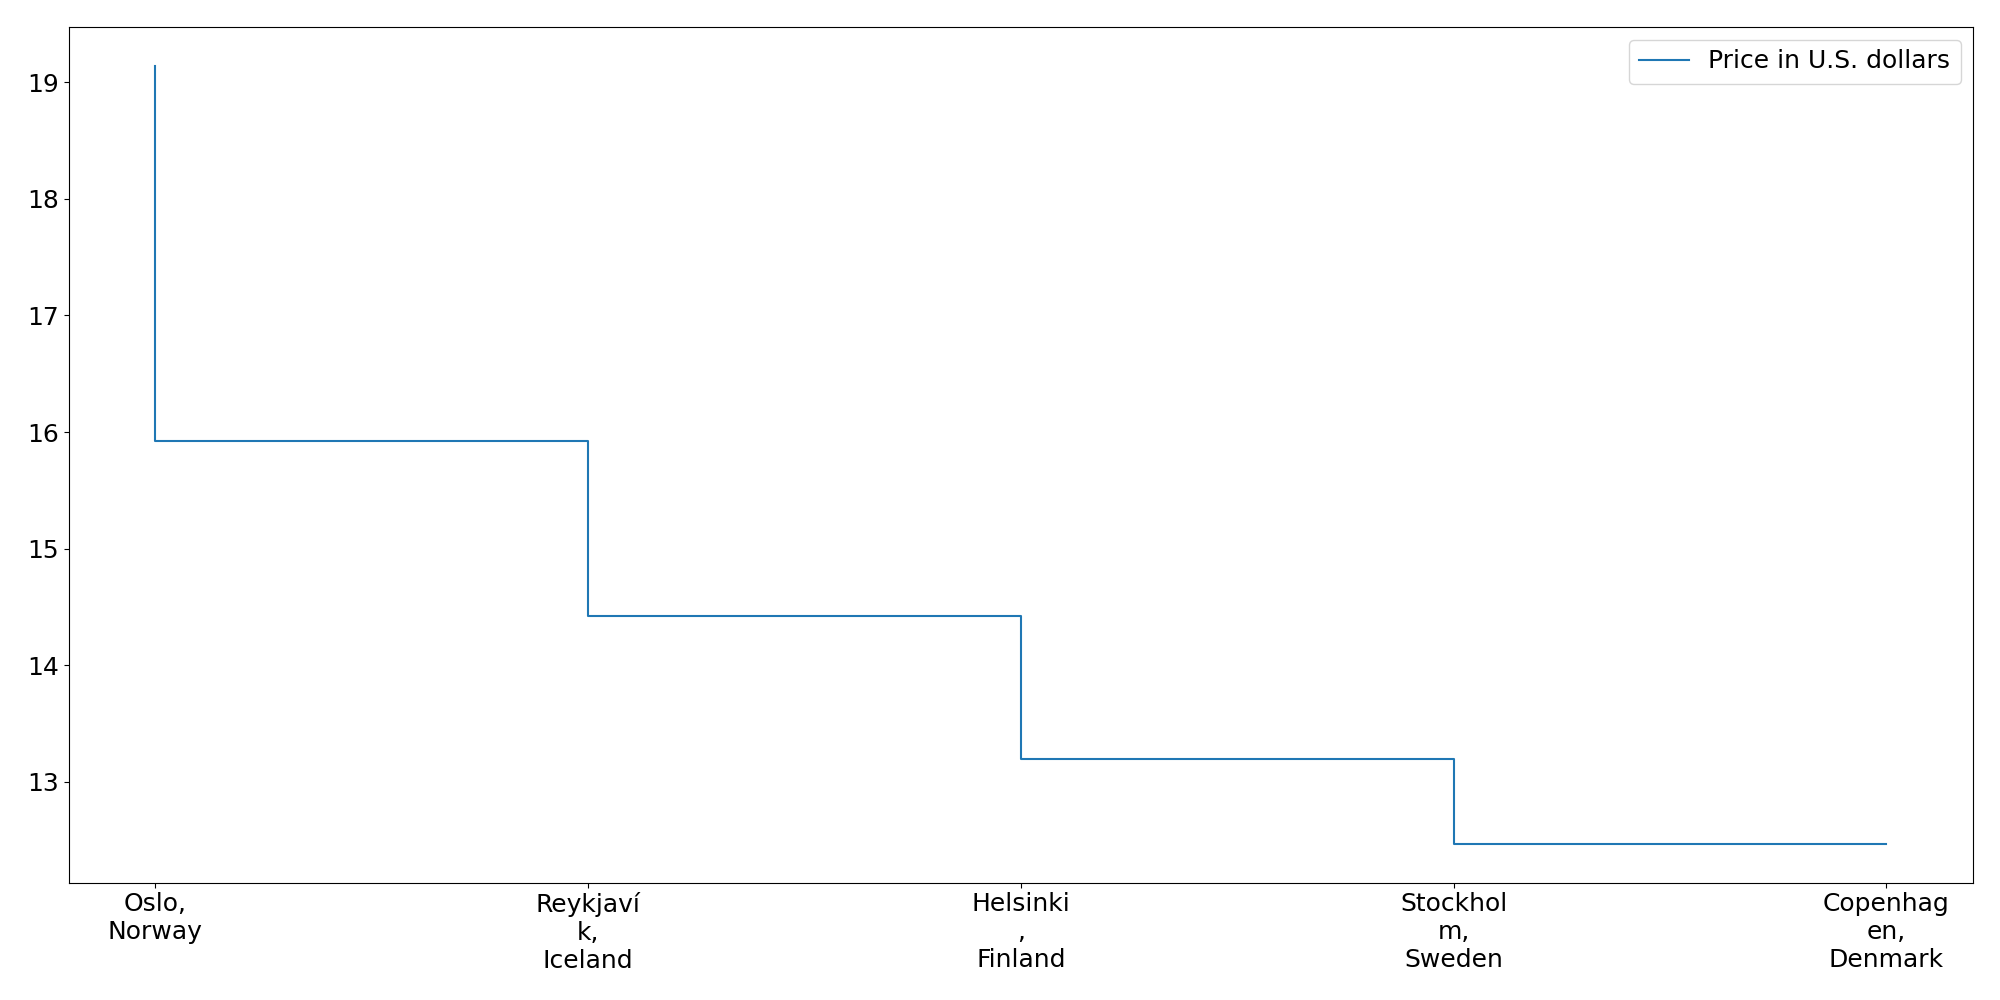 Price in U.S. dollars
19
18
17
16
15
14
13
Oslo,
Norway
Reykjaví
k,
Iceland
Helsinki
,
Finland
Stockhol
m,
Sweden
Copenhag
en,
Denmark